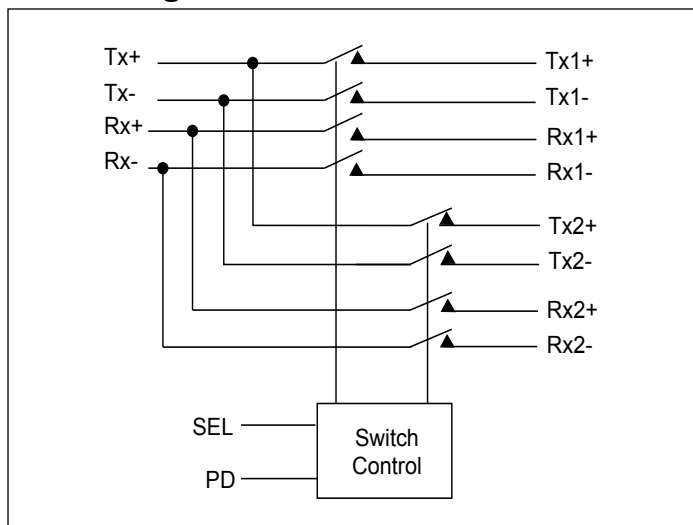 Tx+
Tx1+
Tx-
Tx1-
Rx+
Rx1+
Rx-
Rx1-
Tx2+
Tx2-
Rx2+
Rx2-
SEL
Switch
Control
PD